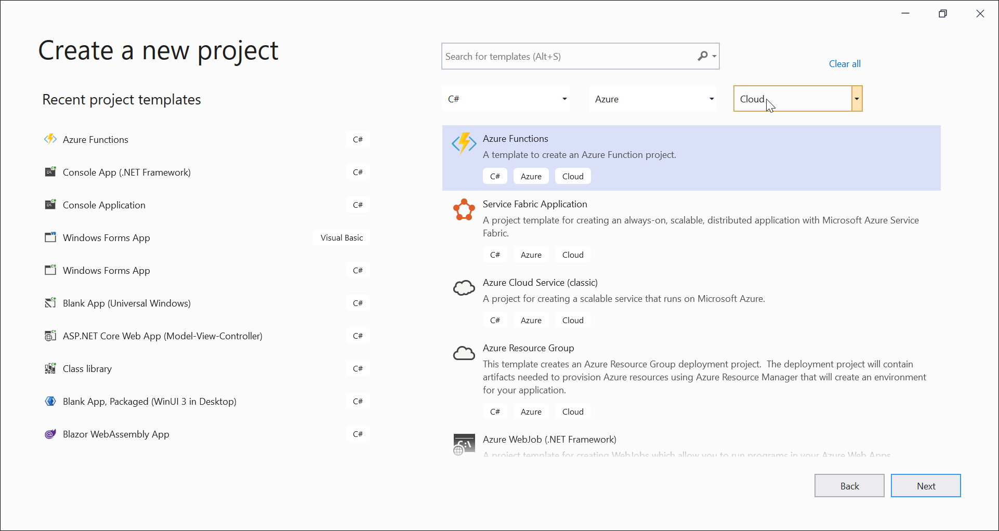 Create a new project
Search for templates (Alt+S)
Clear all
C#
Azure
Cloud
Recent project templates
Azure Functions
C#
Console App (.NET Framework)
C#
Console Application
C#
Windows Forms App
Visual Basic
Windows Forms App
C#
Blank App (Universal Windows)
C#
ASP.NET Core Web App (Model-View-Controller)
C#
Class library
C#
Blank App, Packaged (WinUI 3 in Desktop)
C#
Blazor WebAssembly App
C#
Azure Functions
A template to create an Azure Function project.
C# Azure Cloud
Service Fabric Application
A project template for creating an always-on, scalable, distributed application with Microsoft Azure Service
Fabric.
C# Azure Cloud
Azure Cloud Service (classic)
A project for creating a scalable service that runs on Microsoft Azure.
C# Azure Cloud
Azure Resource Group
This template creates an Azure Resource Group deployment project.  The deployment project will contain
artifacts needed to provision Azure resources using Azure Resource Manager that will create an environment
for your application.
C# Azure Cloud
Azure WebJob (.NET Framework)
A project template for creating WebJobs which allow you to run programs in your Azure Web Apps
Back
Next